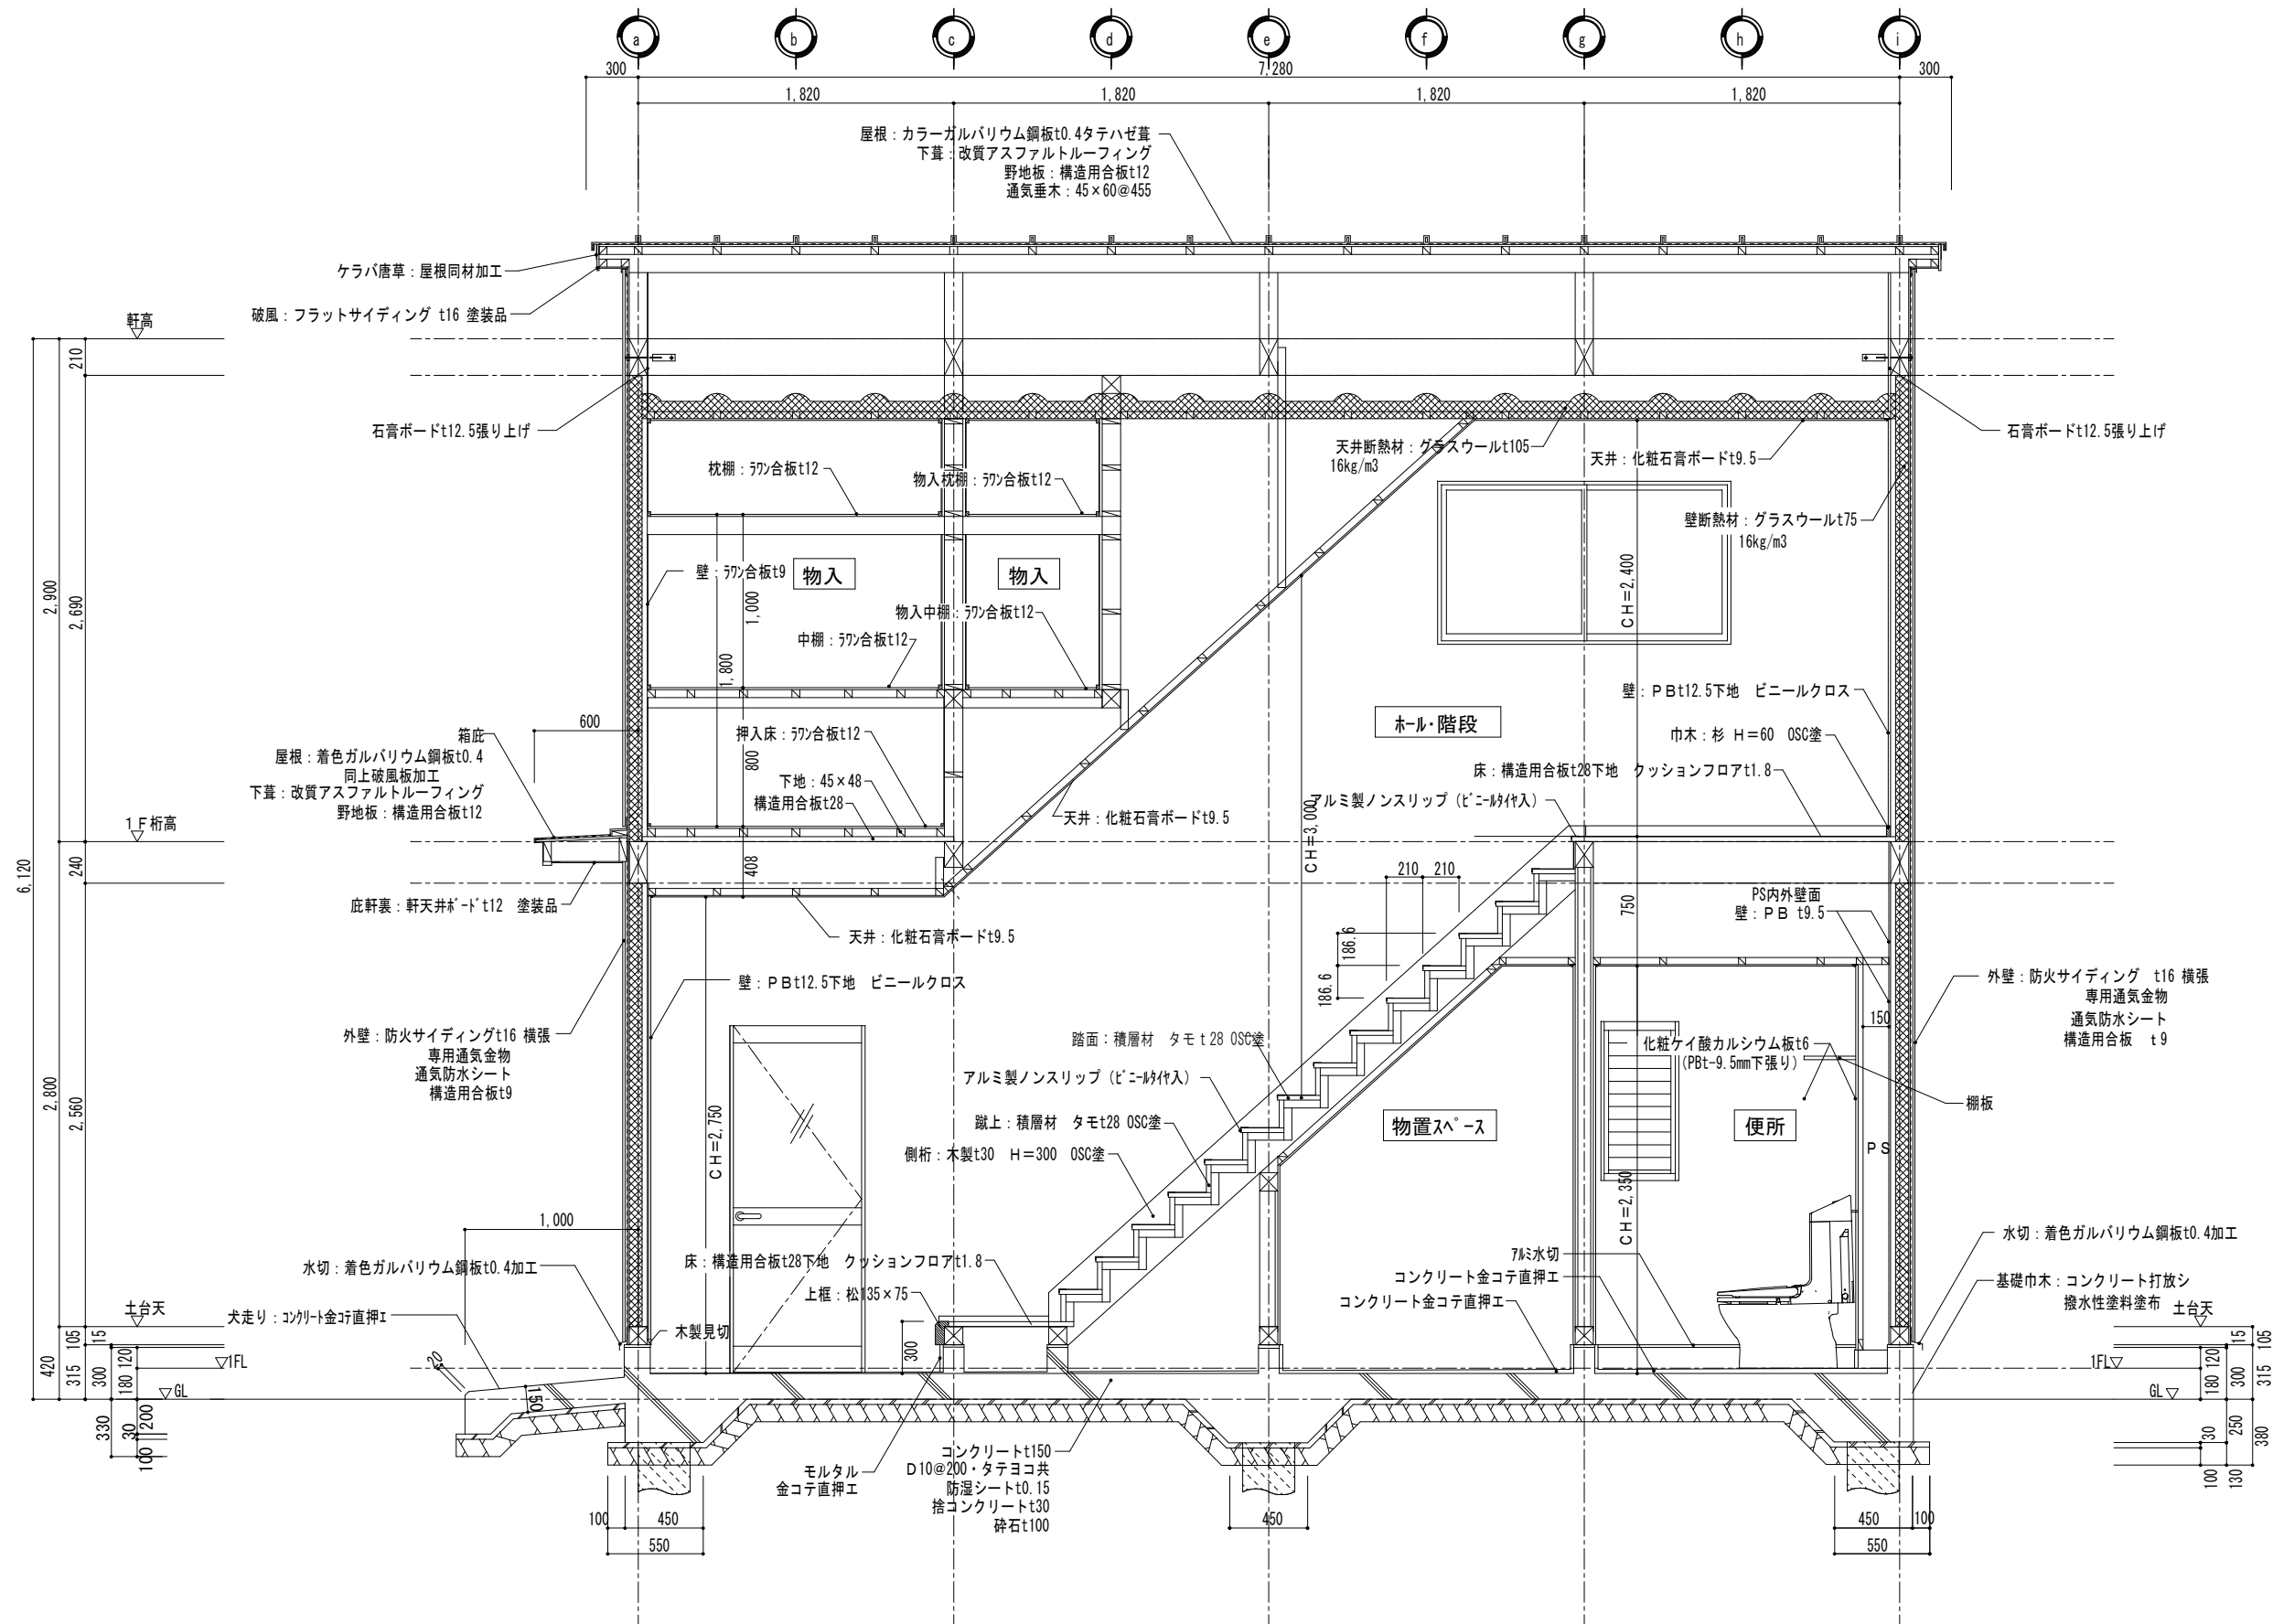 a b c d e f g h i
300 7,280 300
1,820 1,820 1,820 1,820
屋根：カラーガルバリウム鋼板t0.4タテハゼ葺
下葺：改質アスファルトルーフィング
野地板：構造用合板t12
通気垂木：45×60@455
ケラバ唐草：屋根同材加工
破風：フラットサイディング t16 塗装品
軒高
210
石膏ボードt12.5張り上げ
石膏ボードt12.5張り上げ
天井断熱材：グラスウールt105
16kg/m3
天井：化粧石膏ボードt9.5
枕棚：ﾗﾜﾝ合板t12
物入枕棚：ﾗﾜﾝ合板t12
壁断熱材：グラスウールt75
16kg/m3
壁：ﾗﾜﾝ合板t9
物入
物入
CH=2,400
2,900
2,690
1,000
物入中棚：ﾗﾜﾝ合板t12
中棚：ﾗﾜﾝ合板t12
1,800
壁：ＰＢt12.5下地　ビニールクロス
ﾎｰﾙ・階段
600
箱庇
屋根：着色ガルバリウム鋼板t0.4
同上破風板加工
下葺：改質アスファルトルーフィング
野地板：構造用合板t12
押入床：ﾗﾜﾝ合板t12
800
下地：45×48
構造用合板t28
巾木：杉 H＝60　OSC塗
床：構造用合板t28下地　クッションフロアt1.8
アルミ製ノンスリップ（ﾋﾞﾆｰﾙﾀｲﾔ入）
天井：化粧石膏ボードt9.5
CH=3,000
1Ｆ桁高
6,120
240
408
210 210
庇軒裏：軒天井ﾎﾞｰﾄﾞt12　塗装品
750
PS内外壁面
壁：ＰＢ t9.5
天井：化粧石膏ボードt9.5
186.6
186.6
壁：ＰＢt12.5下地　ビニールクロス
外壁：防火サイディング　t16 横張
専用通気金物
通気防水シート
構造用合板　t9
150
外壁：防火サイディングt16 横張
専用通気金物
通気防水シート
構造用合板t9
踏面：積層材　タモｔ28 OSC塗
化粧ケイ酸カルシウム板t6
(PBt-9.5mm下張り)
アルミ製ノンスリップ（ﾋﾞﾆｰﾙﾀｲﾔ入）
棚板
2,800
2,560
CH=2,750
蹴上：積層材　タモt28 OSC塗
物置ｽﾍﾟｰｽ
便所
ＰＳ
側桁：木製t30　H＝300　OSC塗
CH=2,350
1,000
水切：着色ガルバリウム鋼板t0.4加工
床：構造用合板t28下地　クッションフロアt1.8
ｱﾙﾐ水切
水切：着色ガルバリウム鋼板t0.4加工
コンクリート金コテ直押エ
上框：松135×75
コンクリート金コテ直押エ
基礎巾木：コンクリート打放シ
撥水性塗料塗布
土台天
土台天
犬走り：ｺﾝｸﾘｰﾄ金ｺﾃ直押ｴ
木製見切
300
105 15
420 315 300 120 180
1FL
GL
20
150
330 30 200
100
15 105
1FL
120 300 315
180
GL
30 250 380
100 130
モルタル
金コテ直押エ
コンクリートt150
Ｄ10@200・タテヨコ共
防湿シートt0.15
捨コンクリートt30
砕石t100
100 450
550
450
450 100
550